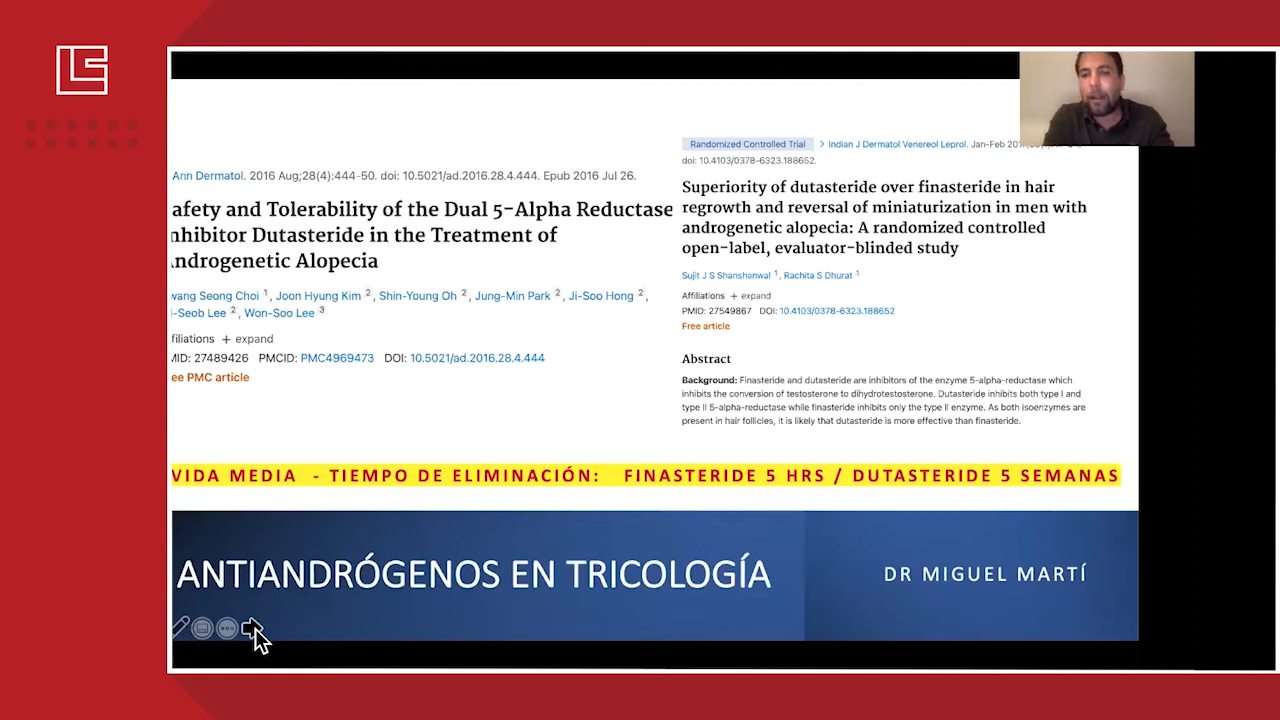 Ann Dermatol. 2016 Aug;28(4):444-50. doi: 10.5021/ad.2016.28.4.444. Epub 2016 Jul 26.
afety and Tolerability of the Dual 5-Alpha Reductase
nhibitor Dutasteride in the Treatment of
Androgenetic Alopecia
wang Seong Choi 1, Joon Hyung Kim 2, Shin-Young Oh 2, Jung-Min Park 2, Ji-Soo Hong 2,
l-Seob Lee 2, Won-Soo Lee 3
filiations + expand
MID: 27489426 PMCID: PMC4969473 DOI: 10.5021/ad.2016.28.4.444
ee PMC article
Randomized Controlled Trial > Indian J Dermatol Venereol Leprol. Jan-Feb
doi: 10.4103/0378-6323.188652.
Superiority of dutasteride over finasteride in hair
regrowth and reversal of miniaturization in men with
androgenetic alopecia: A randomized controlled
open-label, evaluator-blinded study
Sujit J S Shanshanwal 1, Rachita S Dhurat 1
Affiliations + expand
PMID: 27549867 DOI: 10.4103/0378-6323.188652
Free article
Abstract
Background: Finasteride and dutasteride are inhibitors of the enzyme 5-alpha-reductase which
inhibits the conversion of testosterone to dihydrotestosterone. Dutasteride inhibits both type I and
type II 5-alpha-reductase while finasteride inhibits only the type II enzyme. As both isoenzymes are
present in hair follicles, it is likely that dutasteride is more effective than finasteride.
VIDA MEDIA - TIEMPO DE ELIMINACIÓN: FINASTERIDE 5 HRS / DUTASTERIDE 5 SEMANAS
ANTIANDRÓGENOS EN TRICOLOGÍA
DR MIGUEL MARTÍ